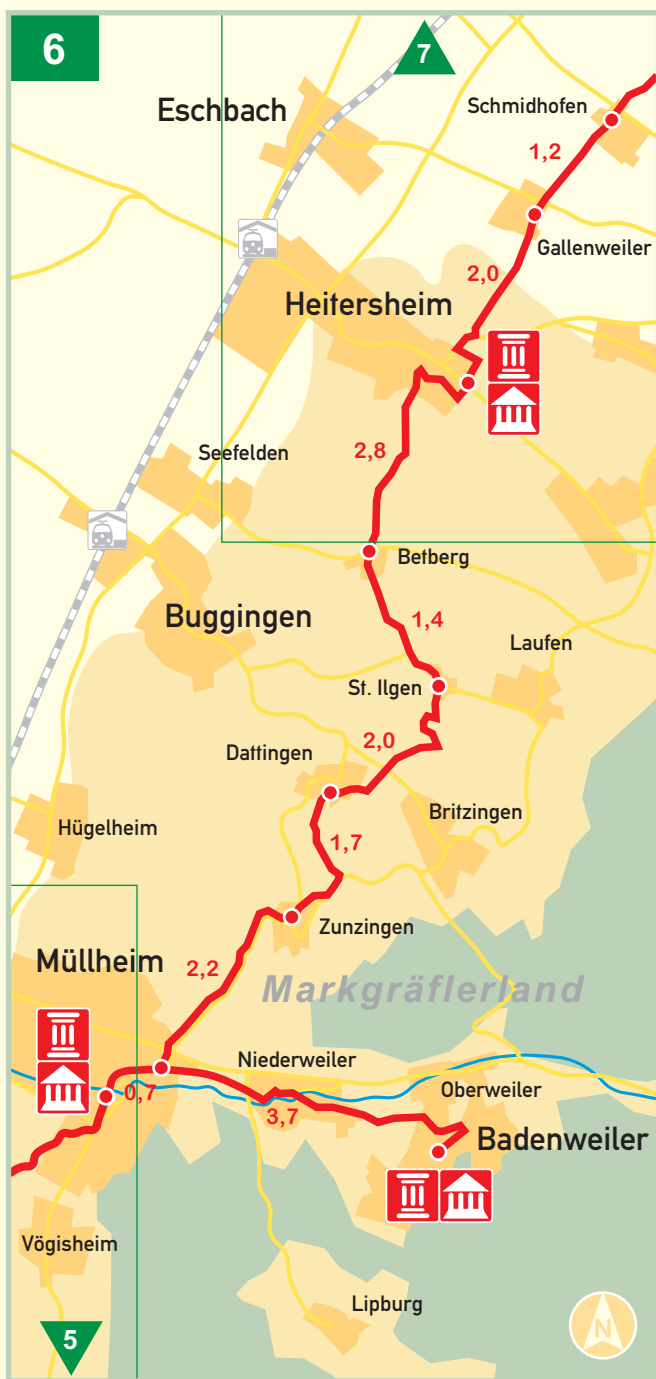 6
7
Eschbach
Schmidhofen
1,2
Gallenweiler
2,0
Heitersheim
2,8
Seefelden
Betberg
Buggingen
1,4
Laufen
St. Ilgen
2,0
Dattingen
Britzingen
Hügelheim
1,7
Zunzingen
Müllheim
2,2
Markgräflerland
Niederweiler
Oberweiler
0,7
3,7
Badenweiler
Vögisheim
Lipburg
5
N